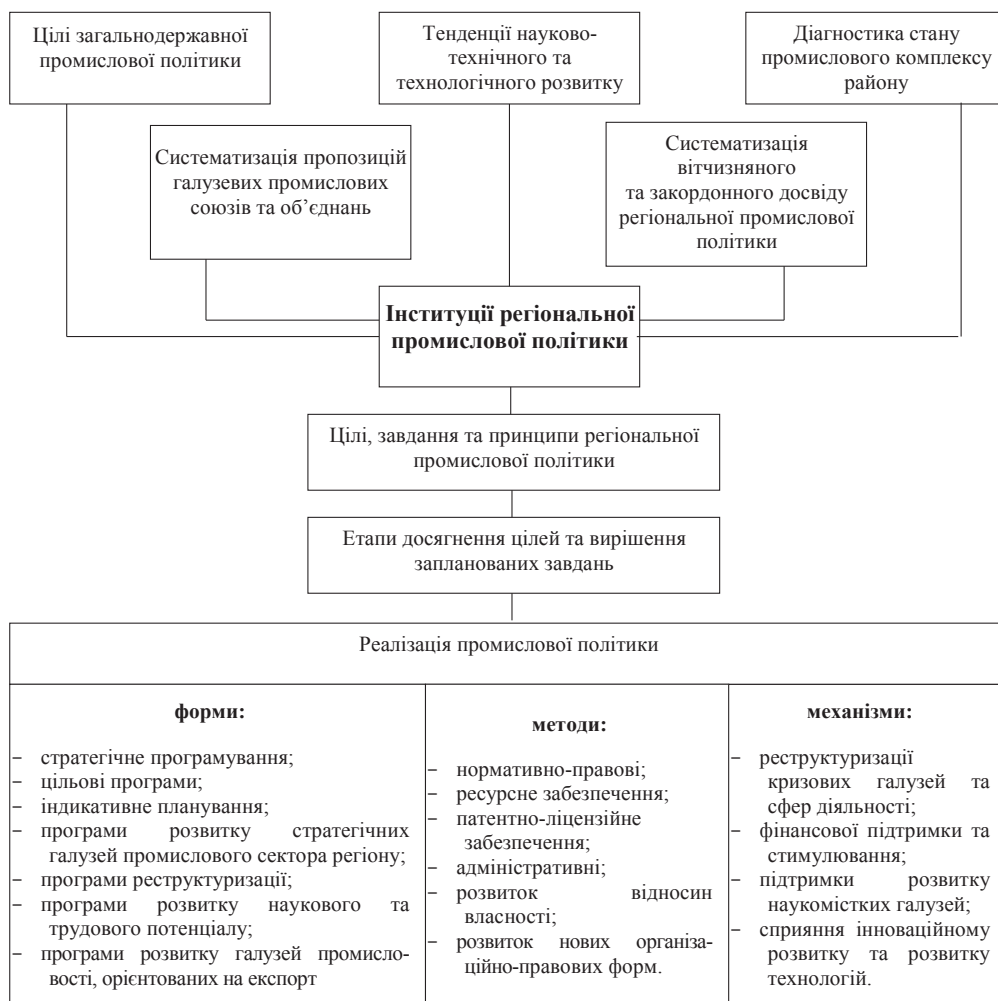 Цілі загальнодержавної
промислової політики
Тенденції науково-
технічного та
технологічного розвитку
Діагностика стану
промислового комплексу
району
Систематизація пропозицій
галузевих промислових
союзів та об’єднань
Систематизація
вітчизняного
та закордонного досвіду
регіональної промислової
політики
Інституції регіональної
промислової політики
Цілі, завдання та принципи регіональної
промислової політики
Етапи досягнення цілей та вирішення
запланованих завдань
Реалізація промислової політики
форми:
− стратегічне програмування;
− цільові програми;
− індикативне планування;
− програми розвитку стратегічних
галузей промислового сектора регіону;
− програми реструктуризації;
− програми розвитку наукового та
трудового потенціалу;
− програми розвитку галузей промисло-
вості, орієнтованих на експорт
методи:
− нормативно-правові;
− ресурсне забезпечення;
− патентно-ліцензійне
забезпечення;
− адміністративні;
− розвиток відносин
власності;
− розвиток нових організа-
ційно-правових форм.
механізми:
− реструктуризації
кризових галузей та
сфер діяльності;
− фінансової підтримки та
стимулювання;
− підтримки розвитку
наукомістких галузей;
− сприяння інноваційному
розвитку та розвитку
технологій.